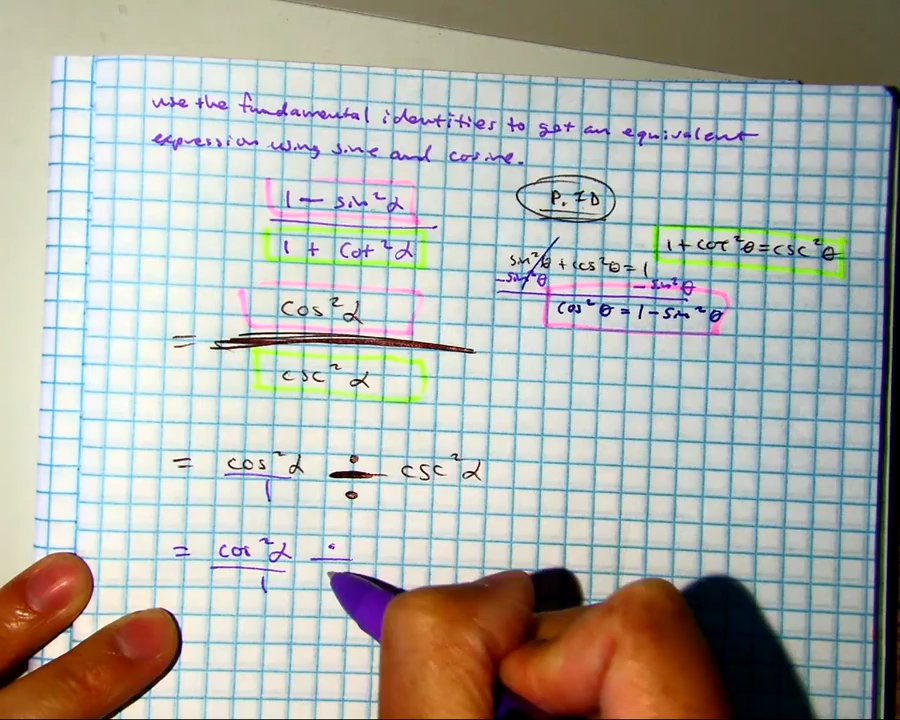 use the fundamental identities to get an equivalent
expression using sine and cosine.
1 - sin²α
1 + cot²α
P. ID
sin²θ + cos²θ = 1
-sin²θ -sin²θ
cos²θ = 1 - sin²θ
1 + cot²θ = csc²θ
= cos²α
csc²α
= cos²α ÷ csc²α
1
= cos²α ÷
1